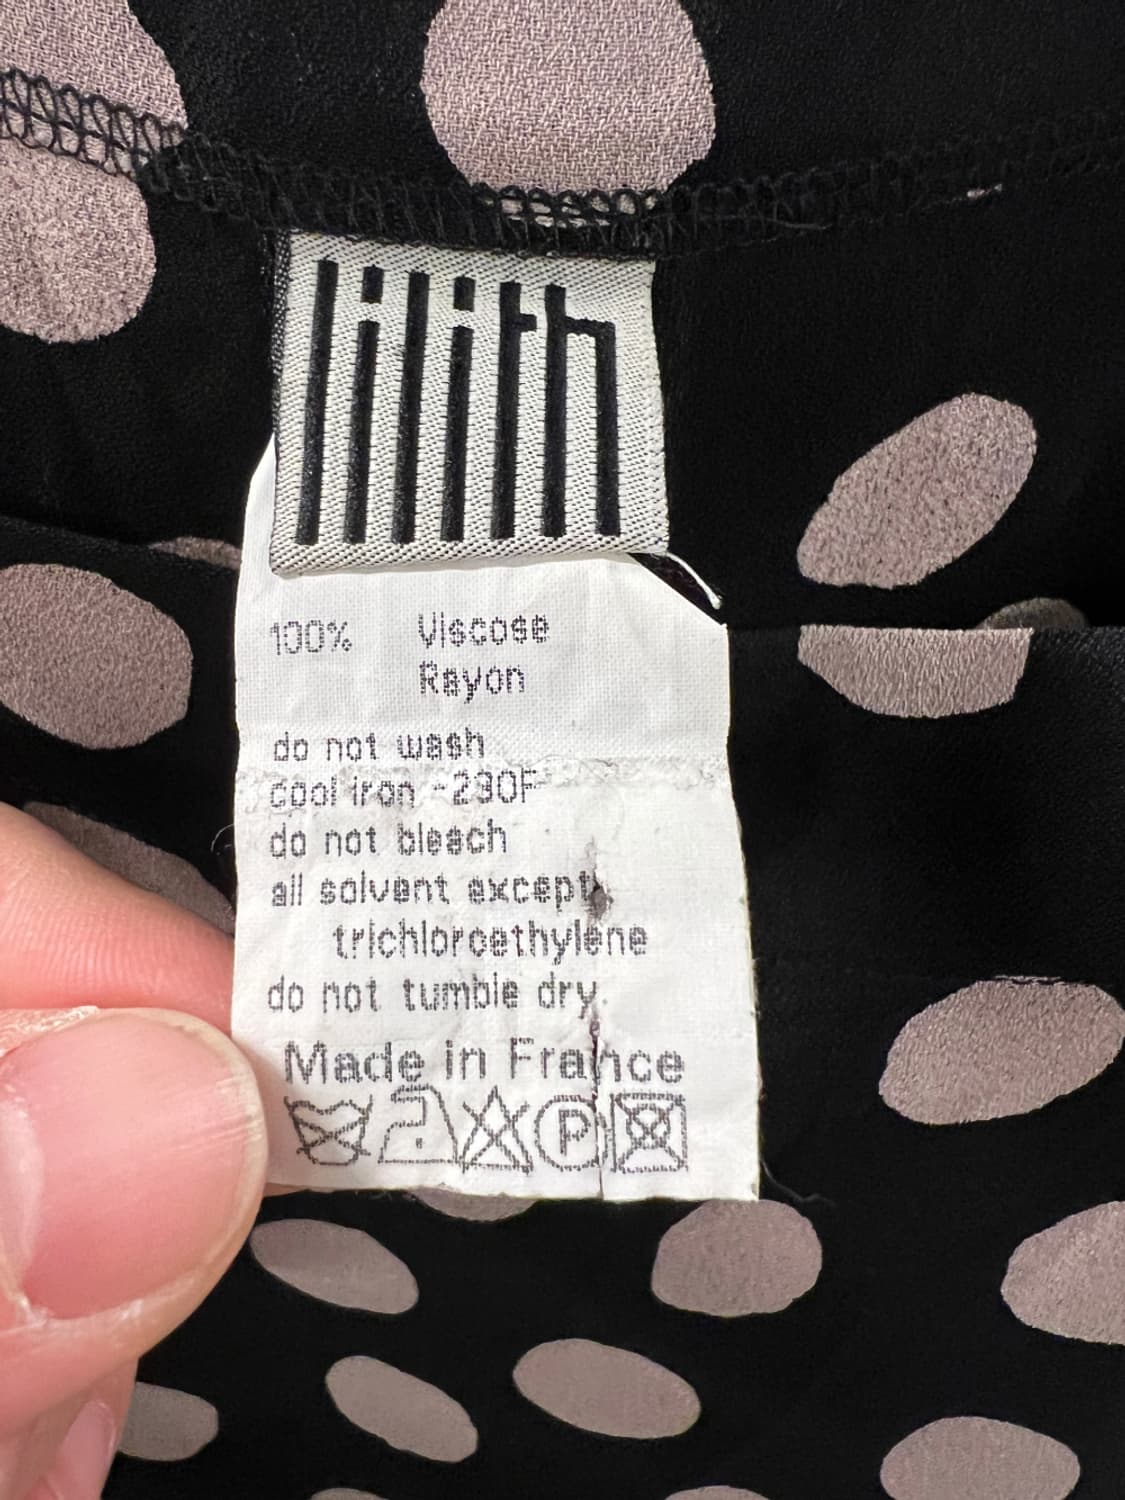 lilith
100% Viscose
Rayon
do not wash
cool iron -230F
do not bleach
all solvent except
trichloroethylene
do not tumble dry
Made in France
P